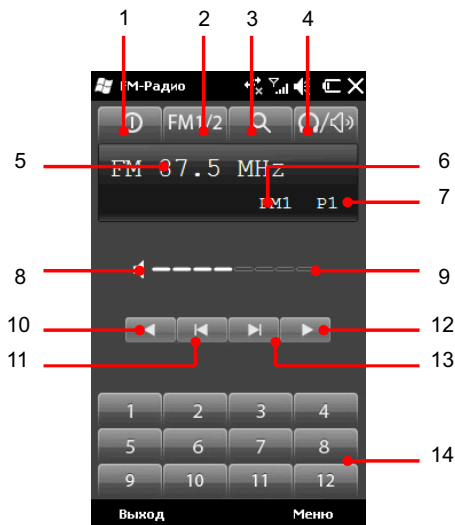 1 2 3 4
FM-Радио
FM1/2
5 6
FM 87.5 MHz
FM1 P1 7
8 9
10 12
11 13
1 2 3 4
5 6 7 8
14
9 10 11 12
Выход Меню